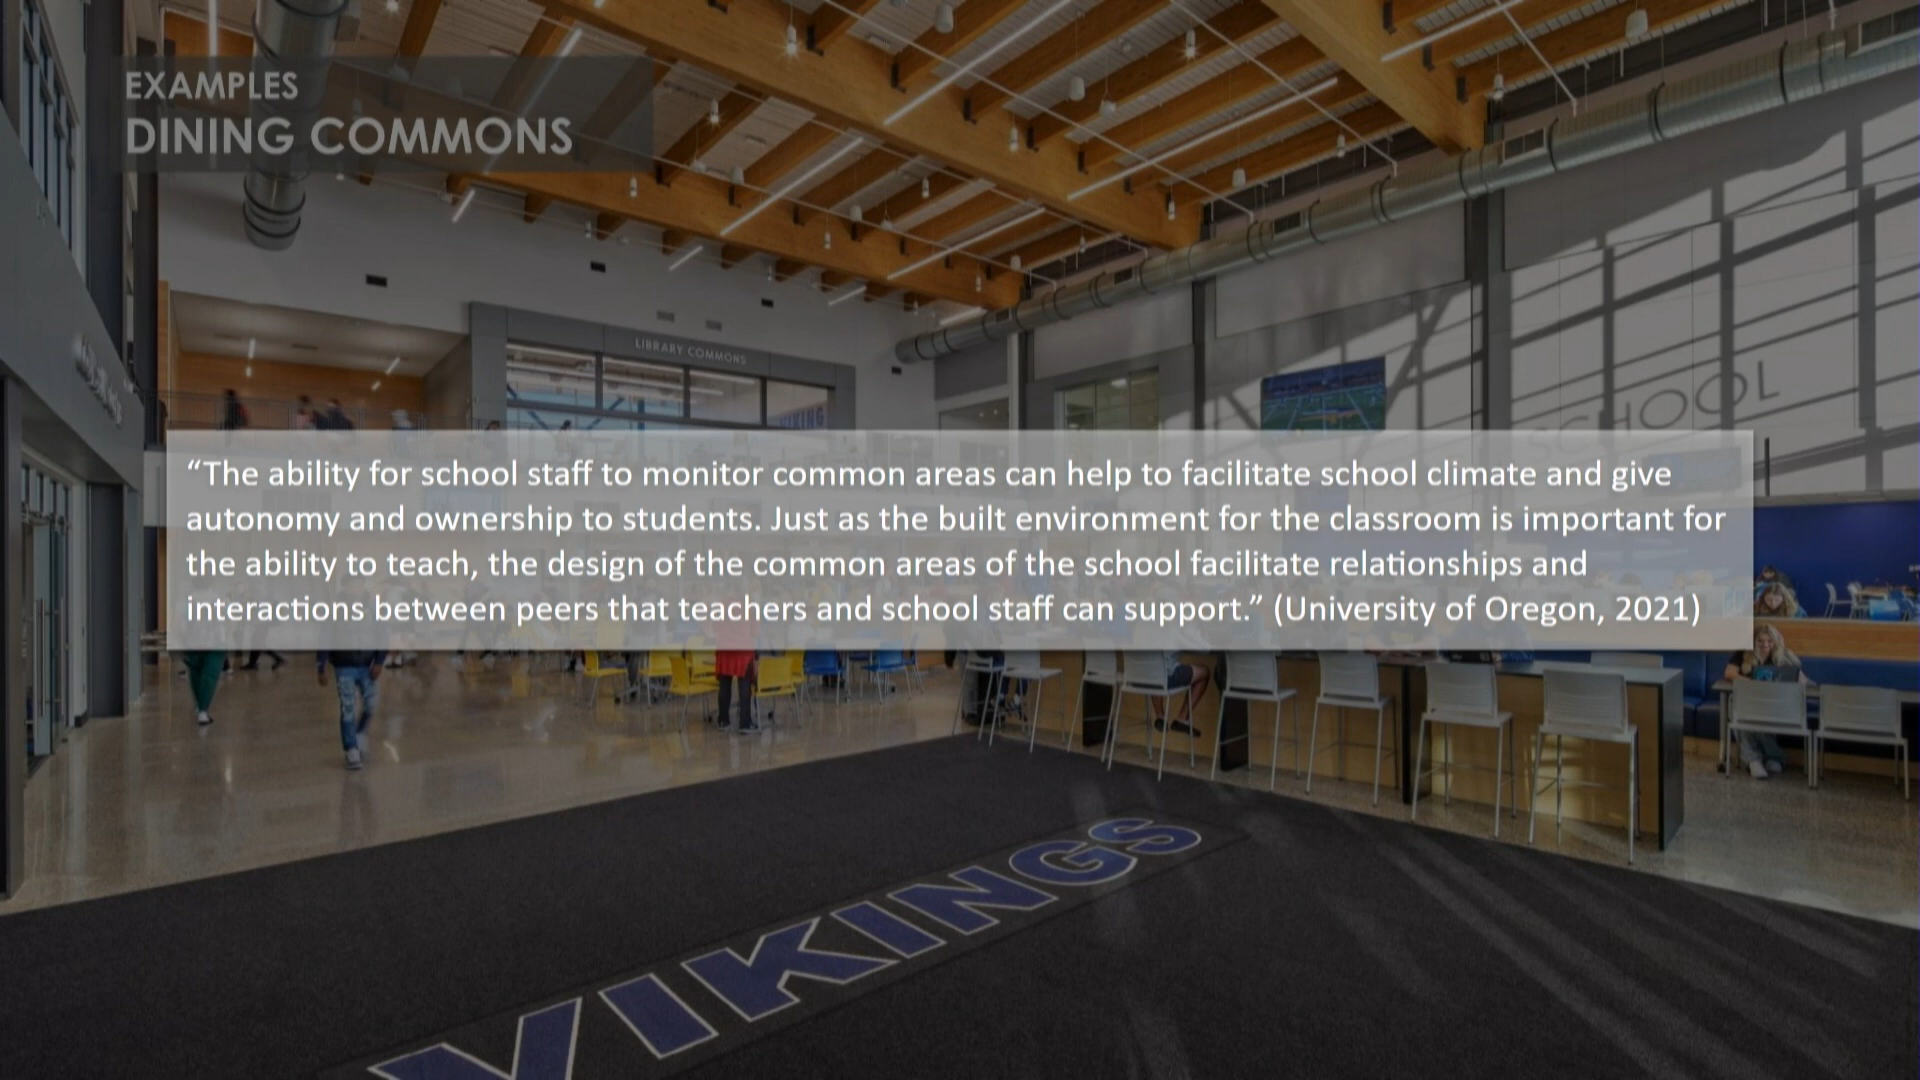 EXAMPLES
DINING COMMONS
LIBRARY COMMONS
VIKING
SCHOOL
“The ability for school staff to monitor common areas can help to facilitate school climate and give
autonomy and ownership to students. Just as the built environment for the classroom is important for
the ability to teach, the design of the common areas of the school facilitate relationships and
interactions between peers that teachers and school staff can support.” (University of Oregon, 2021)
VIKINGS